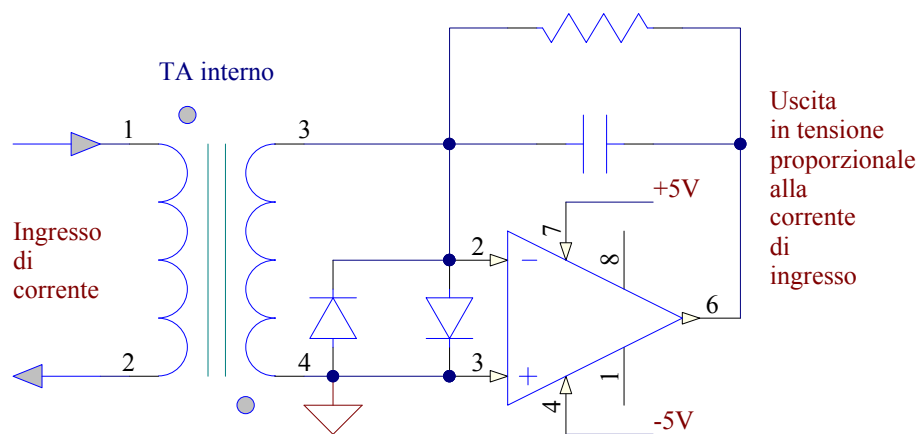 TA interno
1
3
Ingresso
di
corrente
2
4
2
3
7
+5V
8
6
1
4
-5V
Uscita
in tensione
proporzionale
alla
corrente
di
ingresso